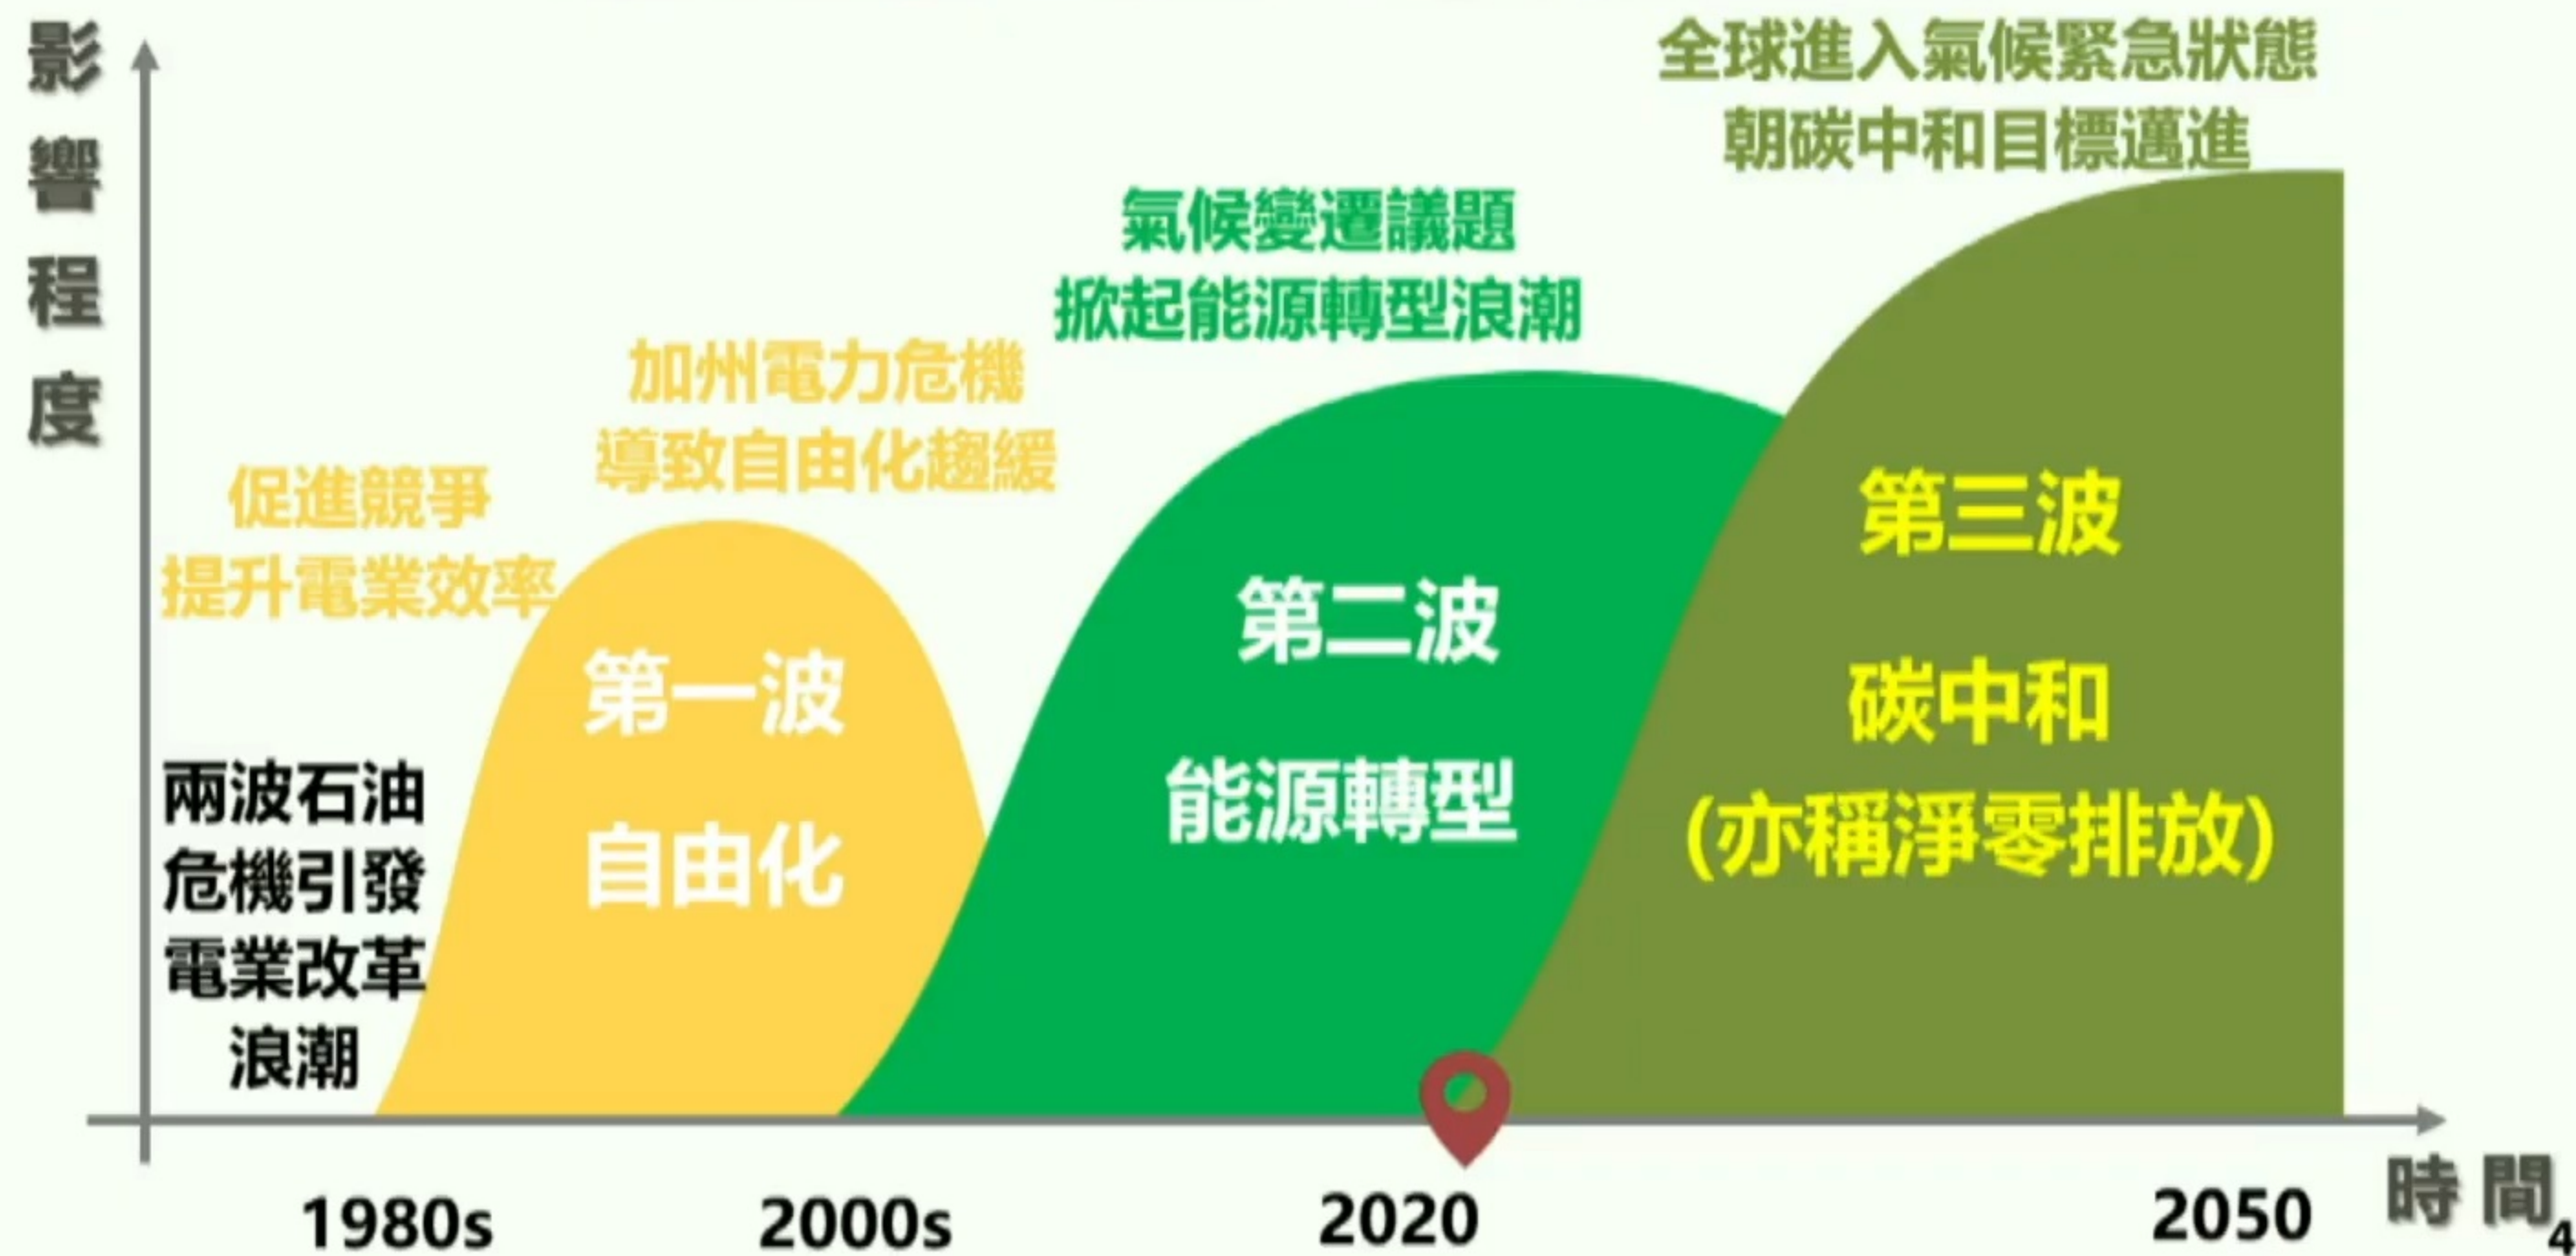 影響程度
全球進入氣候緊急狀態
朝碳中和目標邁進
氣候變遷議題
掀起能源轉型浪潮
加州電力危機
導致自由化趨緩
促進競爭
提升電業效率
第一波
自由化
第二波
能源轉型
第三波
碳中和
(亦稱淨零排放)
兩波石油
危機引發
電業改革
浪潮
1980s
2000s
2020
2050
時間
4